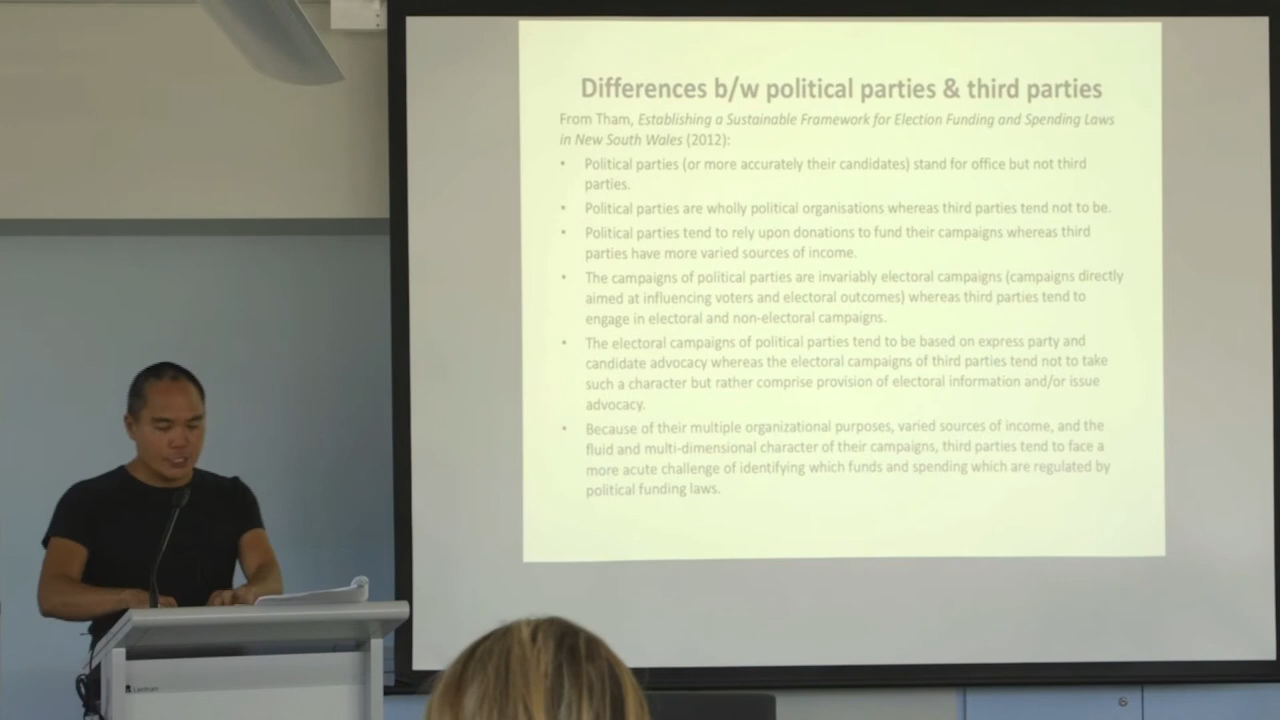 Differences b/w political parties & third parties
From Tham, Establishing a Sustainable Framework for Election Funding and Spending Laws
in New South Wales (2012):
• Political parties (or more accurately their candidates) stand for office but not third
parties.
• Political parties are wholly political organisations whereas third parties tend not to be.
• Political parties tend to rely upon donations to fund their campaigns whereas third
parties have more varied sources of income.
• The campaigns of political parties are invariably electoral campaigns (campaigns directly
aimed at influencing voters and electoral outcomes) whereas third parties tend to
engage in electoral and non-electoral campaigns.
• The electoral campaigns of political parties tend to be based on express party and
candidate advocacy whereas the electoral campaigns of third parties tend not to take
such a character but rather comprise provision of electoral information and/or issue
advocacy.
• Because of their multiple organizational purposes, varied sources of income, and the
fluid and multi-dimensional character of their campaigns, third parties tend to face a
more acute challenge of identifying which funds and spending which are regulated by
political funding laws.